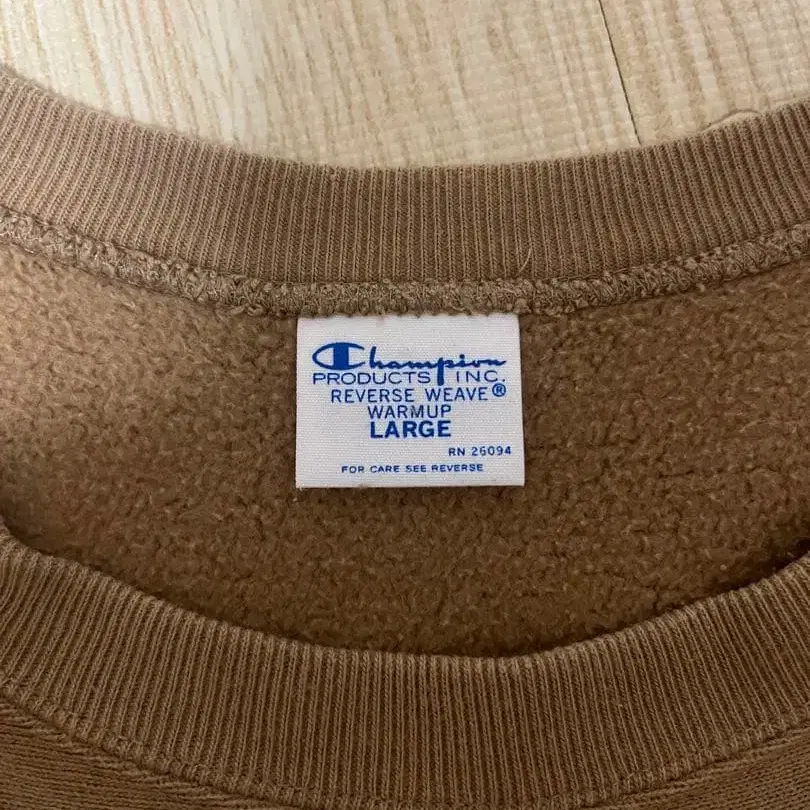 Champion
PRODUCTS INC.
REVERSE WEAVE®
WARMUP
LARGE
RN 26094
FOR CARE SEE REVERSE